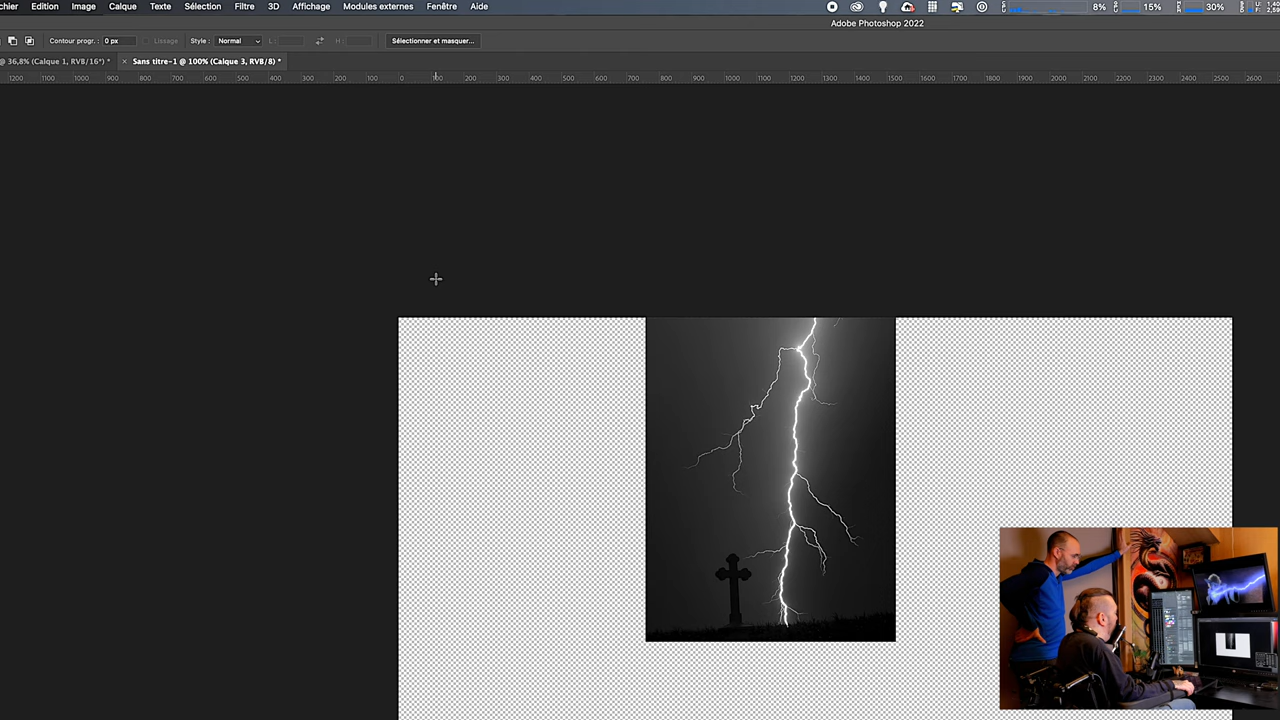 chier Edition Image Calque Texte Sélection Filtre 3D Affichage Modules externes Fenêtre Aide 8% 15% 30%
Adobe Photoshop 2022
Contour progr. : 0 px Lissage Style : Normal L : H : Sélectionner et masquer...
@ 36,8% (Calque 1, RVB/16*) * × Sans titre-1 @ 100% (Calque 3, RVB/8) *
1200 1100 1000 900 800 700 600 500 400 300 200 100 0 100 200 300 400 500 600 700 800 900 1000 1100 1200 1300 1400 1500 1600 1700 1800 1900 2000 2100 2200 2300 2400 2500 2600